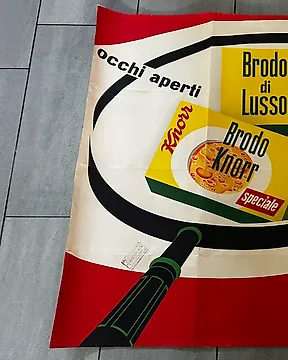 occhi aperti
Brodo
di
Lusso
Knorr
Brodo
Knorr
speciale